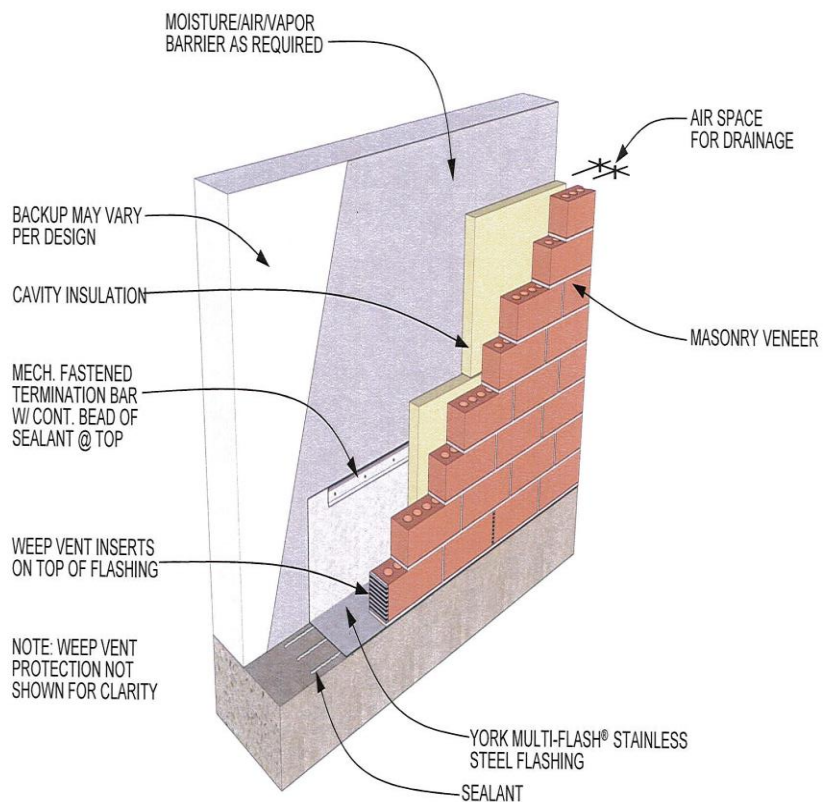 MOISTURE/AIR/VAPOR
BARRIER AS REQUIRED
AIR SPACE
FOR DRAINAGE
BACKUP MAY VARY
PER DESIGN
CAVITY INSULATION
MASONRY VENEER
MECH. FASTENED
TERMINATION BAR
W/ CONT. BEAD OF
SEALANT @ TOP
WEEP VENT INSERTS
ON TOP OF FLASHING
NOTE: WEEP VENT
PROTECTION NOT
SHOWN FOR CLARITY
YORK MULTI-FLASH® STAINLESS
STEEL FLASHING
SEALANT